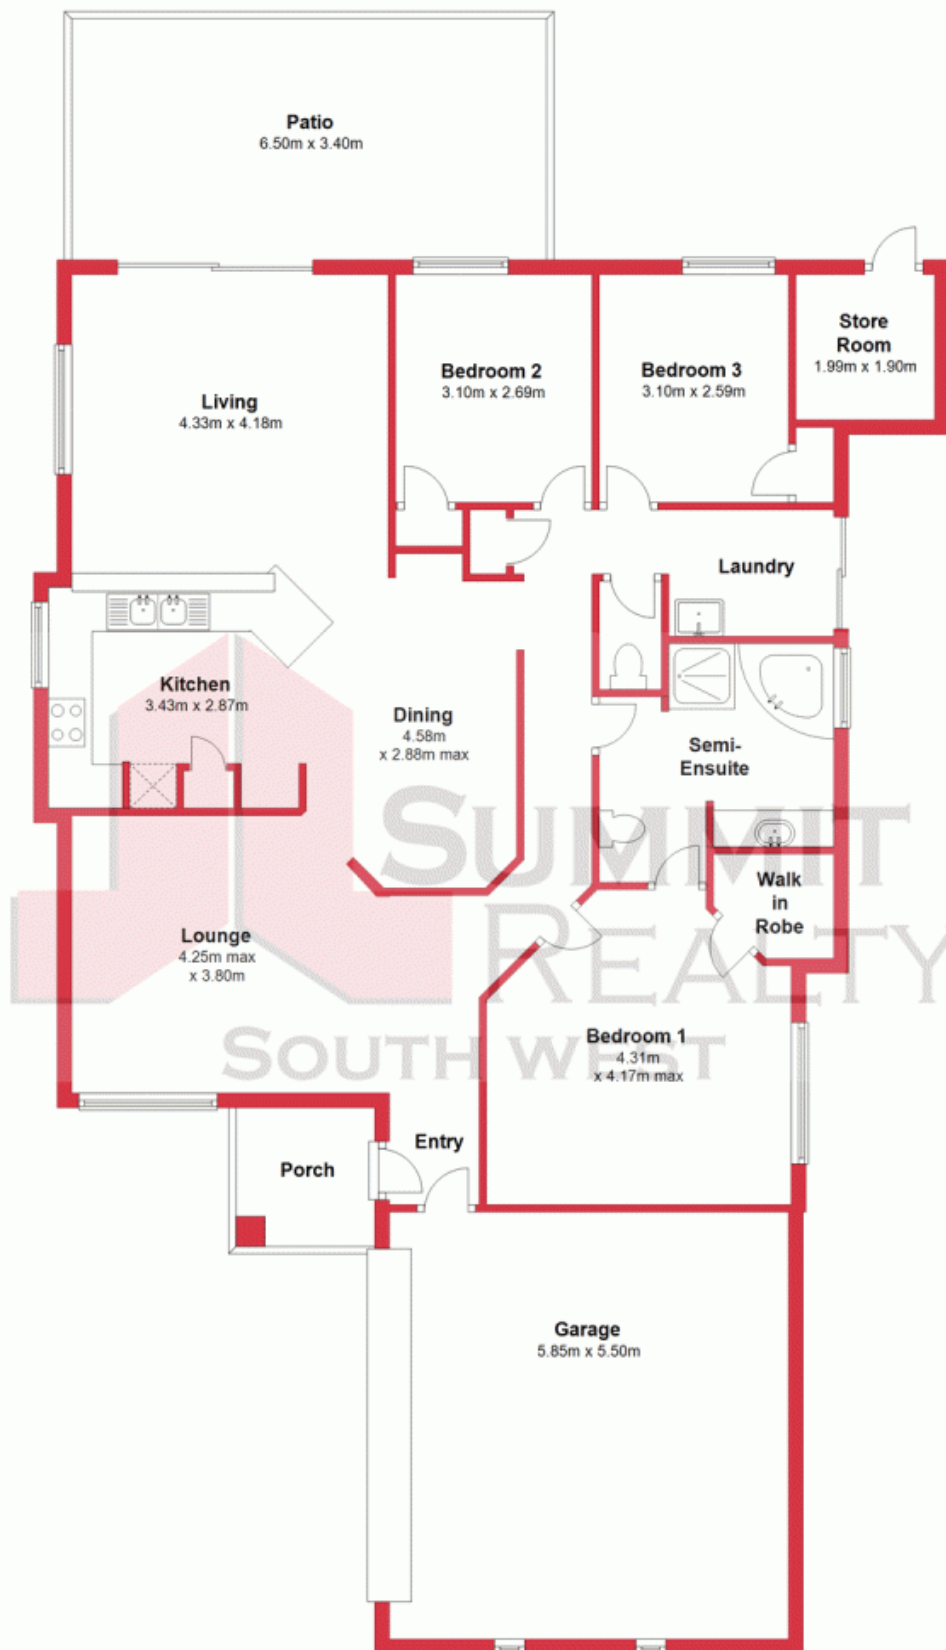 Patio
6.50m x 3.40m
Store
Room
1.99m x 1.90m
Bedroom 2
3.10m x 2.69m
Bedroom 3
3.10m x 2.59m
Living
4.33m x 4.18m
Laundry
Kitchen
3.43m x 2.87m
Dining
4.58m
x 2.88m max
Semi-
Ensuite
SUMMIT
REALTY
SOUTH WEST
Walk
in
Robe
Lounge
4.25m max
x 3.80m
Bedroom 1
4.31m
x 4.17m max
Entry
Porch
Garage
5.85m x 5.50m